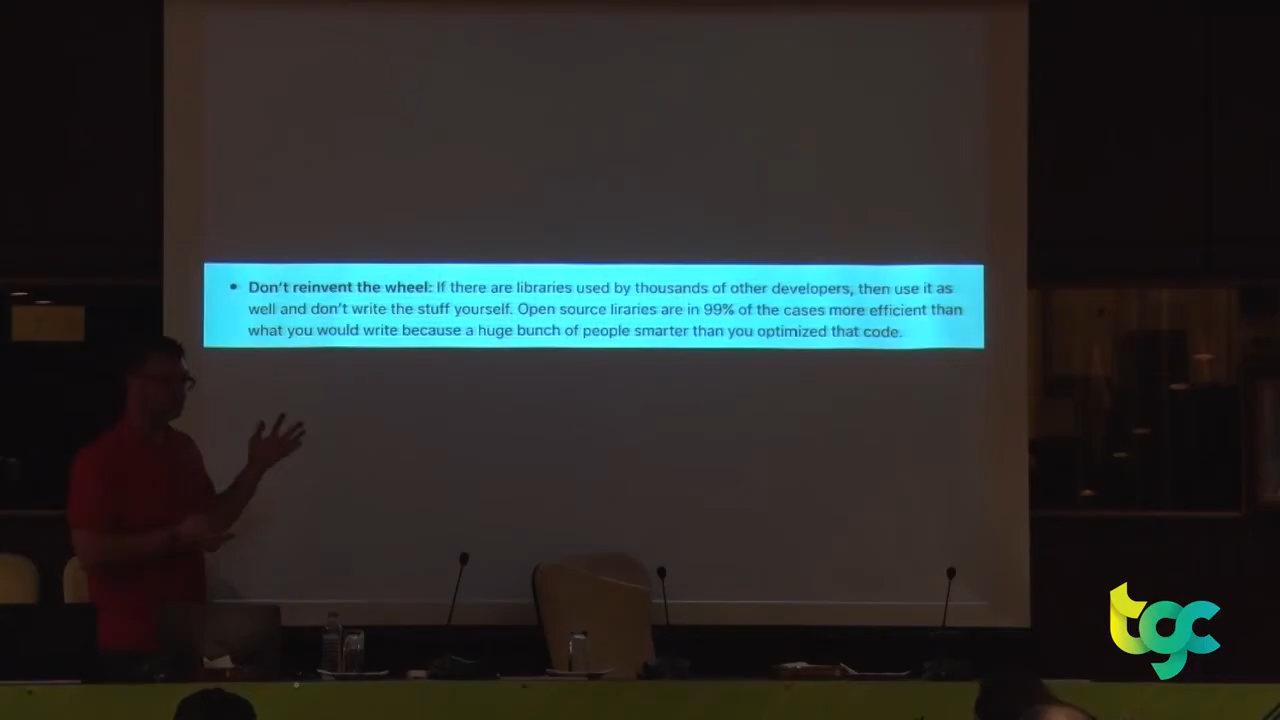 • Don't reinvent the wheel: If there are libraries used by thousands of other developers, then use it as
well and don't write the stuff yourself. Open source liraries are in 99% of the cases more efficient than
what you would write because a huge bunch of people smarter than you optimized that code.
tgc